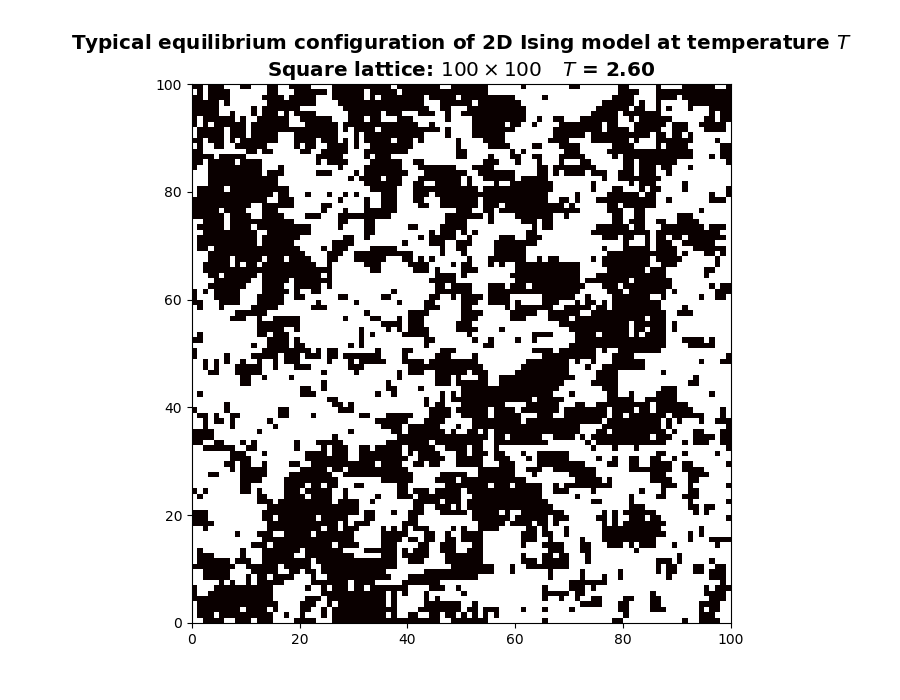 Typical equilibrium configuration of 2D Ising model at temperature T
Square lattice: 100 × 100 T = 2.60
100
80
60
40
20
0
0 20 40 60 80 100